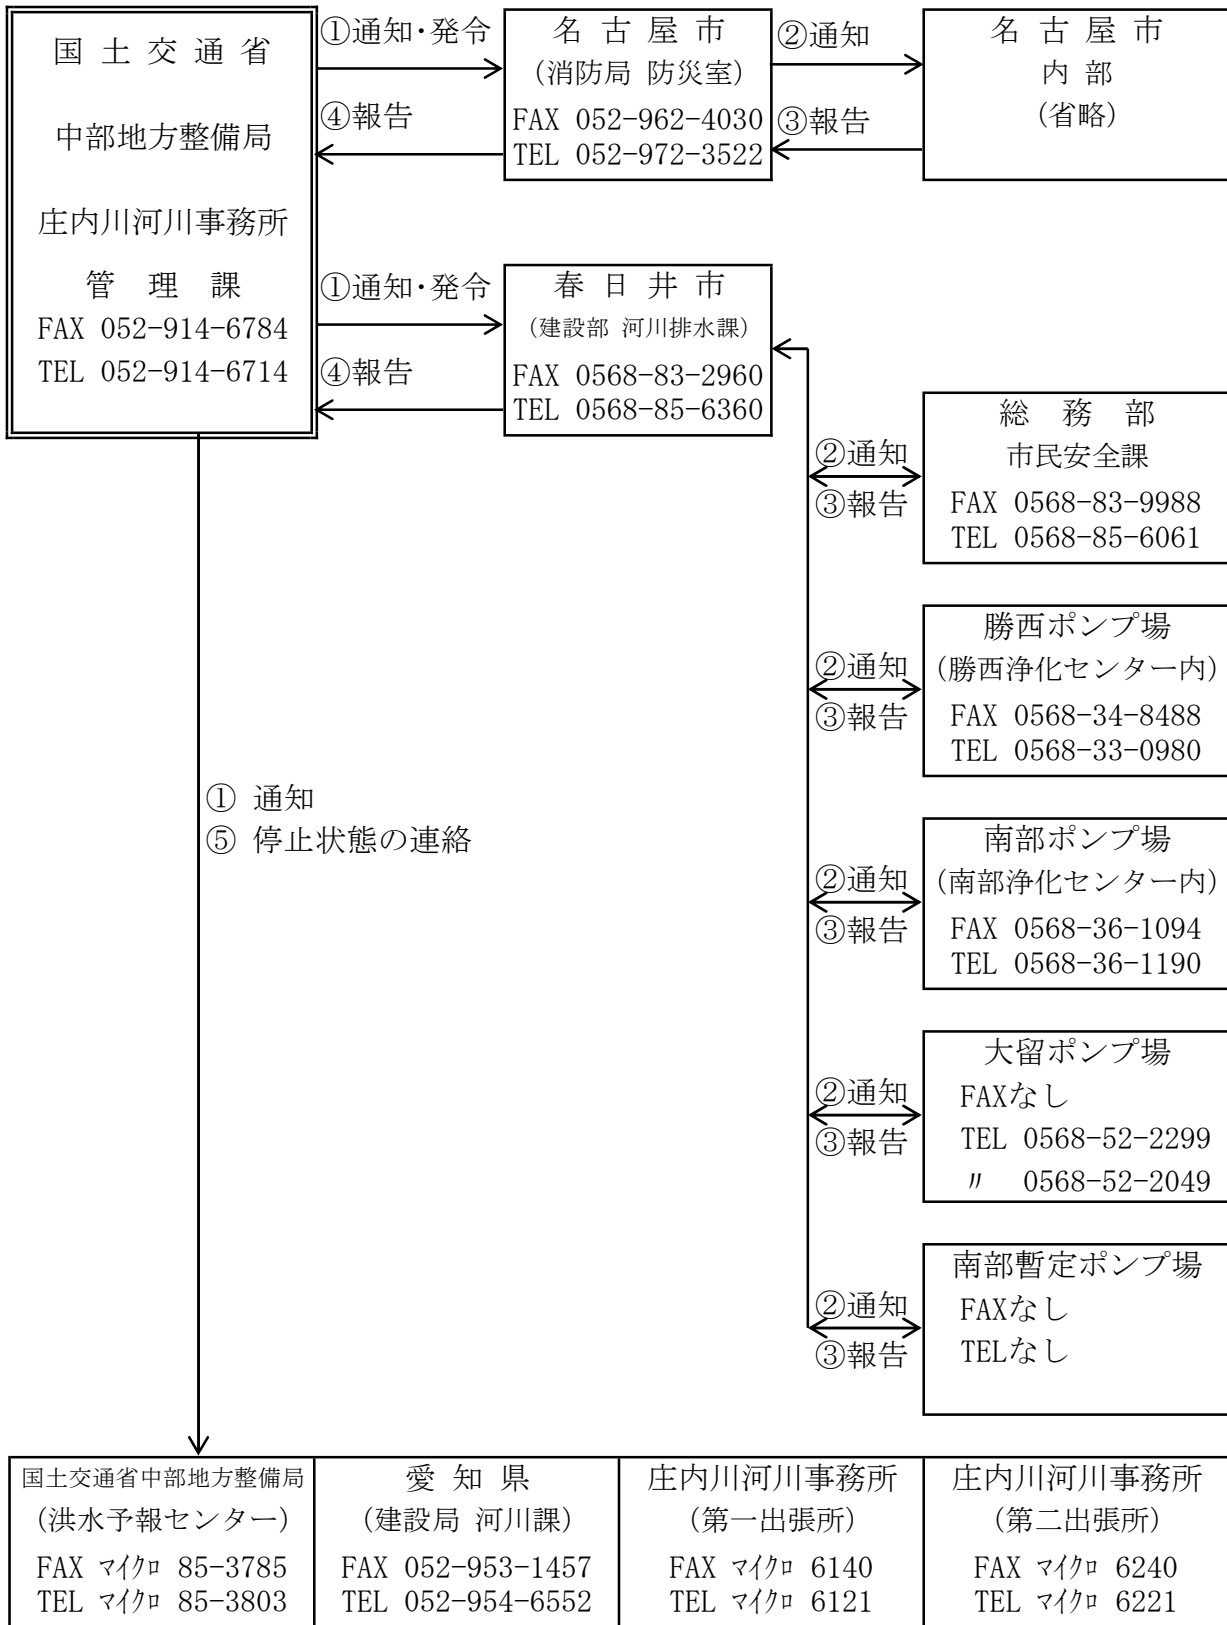 国土交通省
中部地方整備局
庄内川河川事務所
管理課
FAX 052-914-6784
TEL 052-914-6714
①通知・発令
④報告
名古屋市
(消防局 防災室)
FAX 052-962-4030
TEL 052-972-3522
②通知
③報告
名古屋市
内部
(省略)
①通知・発令
④報告
春日井市
(建設部 河川排水課)
FAX 0568-83-2960
TEL 0568-85-6360
②通知
③報告
総務部
市民安全課
FAX 0568-83-9988
TEL 0568-85-6061
②通知
③報告
勝西ポンプ場
(勝西浄化センター内)
FAX 0568-34-8488
TEL 0568-33-0980
② 通知
③報告
南部ポンプ場
(南部浄化センター内)
FAX 0568-36-1094
TEL 0568-36-1190
②通知
③報告
大留ポンプ場
FAXなし
TEL 0568-52-2299
〃 0568-52-2049
②通知
③報告
南部暫定ポンプ場
FAXなし
TELなし
① 通知
⑤ 停止状態の連絡
国土交通省中部地方整備局
(洪水予報センター)
FAX マイクロ 85-3785
TEL マイクロ 85-3803
愛知県
(建設局 河川課)
FAX 052-953-1457
TEL 052-954-6552
庄内川河川事務所
(第一出張所)
FAX マイクロ 6140
TEL マイクロ 6121
庄内川河川事務所
(第二出張所)
FAX マイクロ 6240
TEL マイクロ 6221